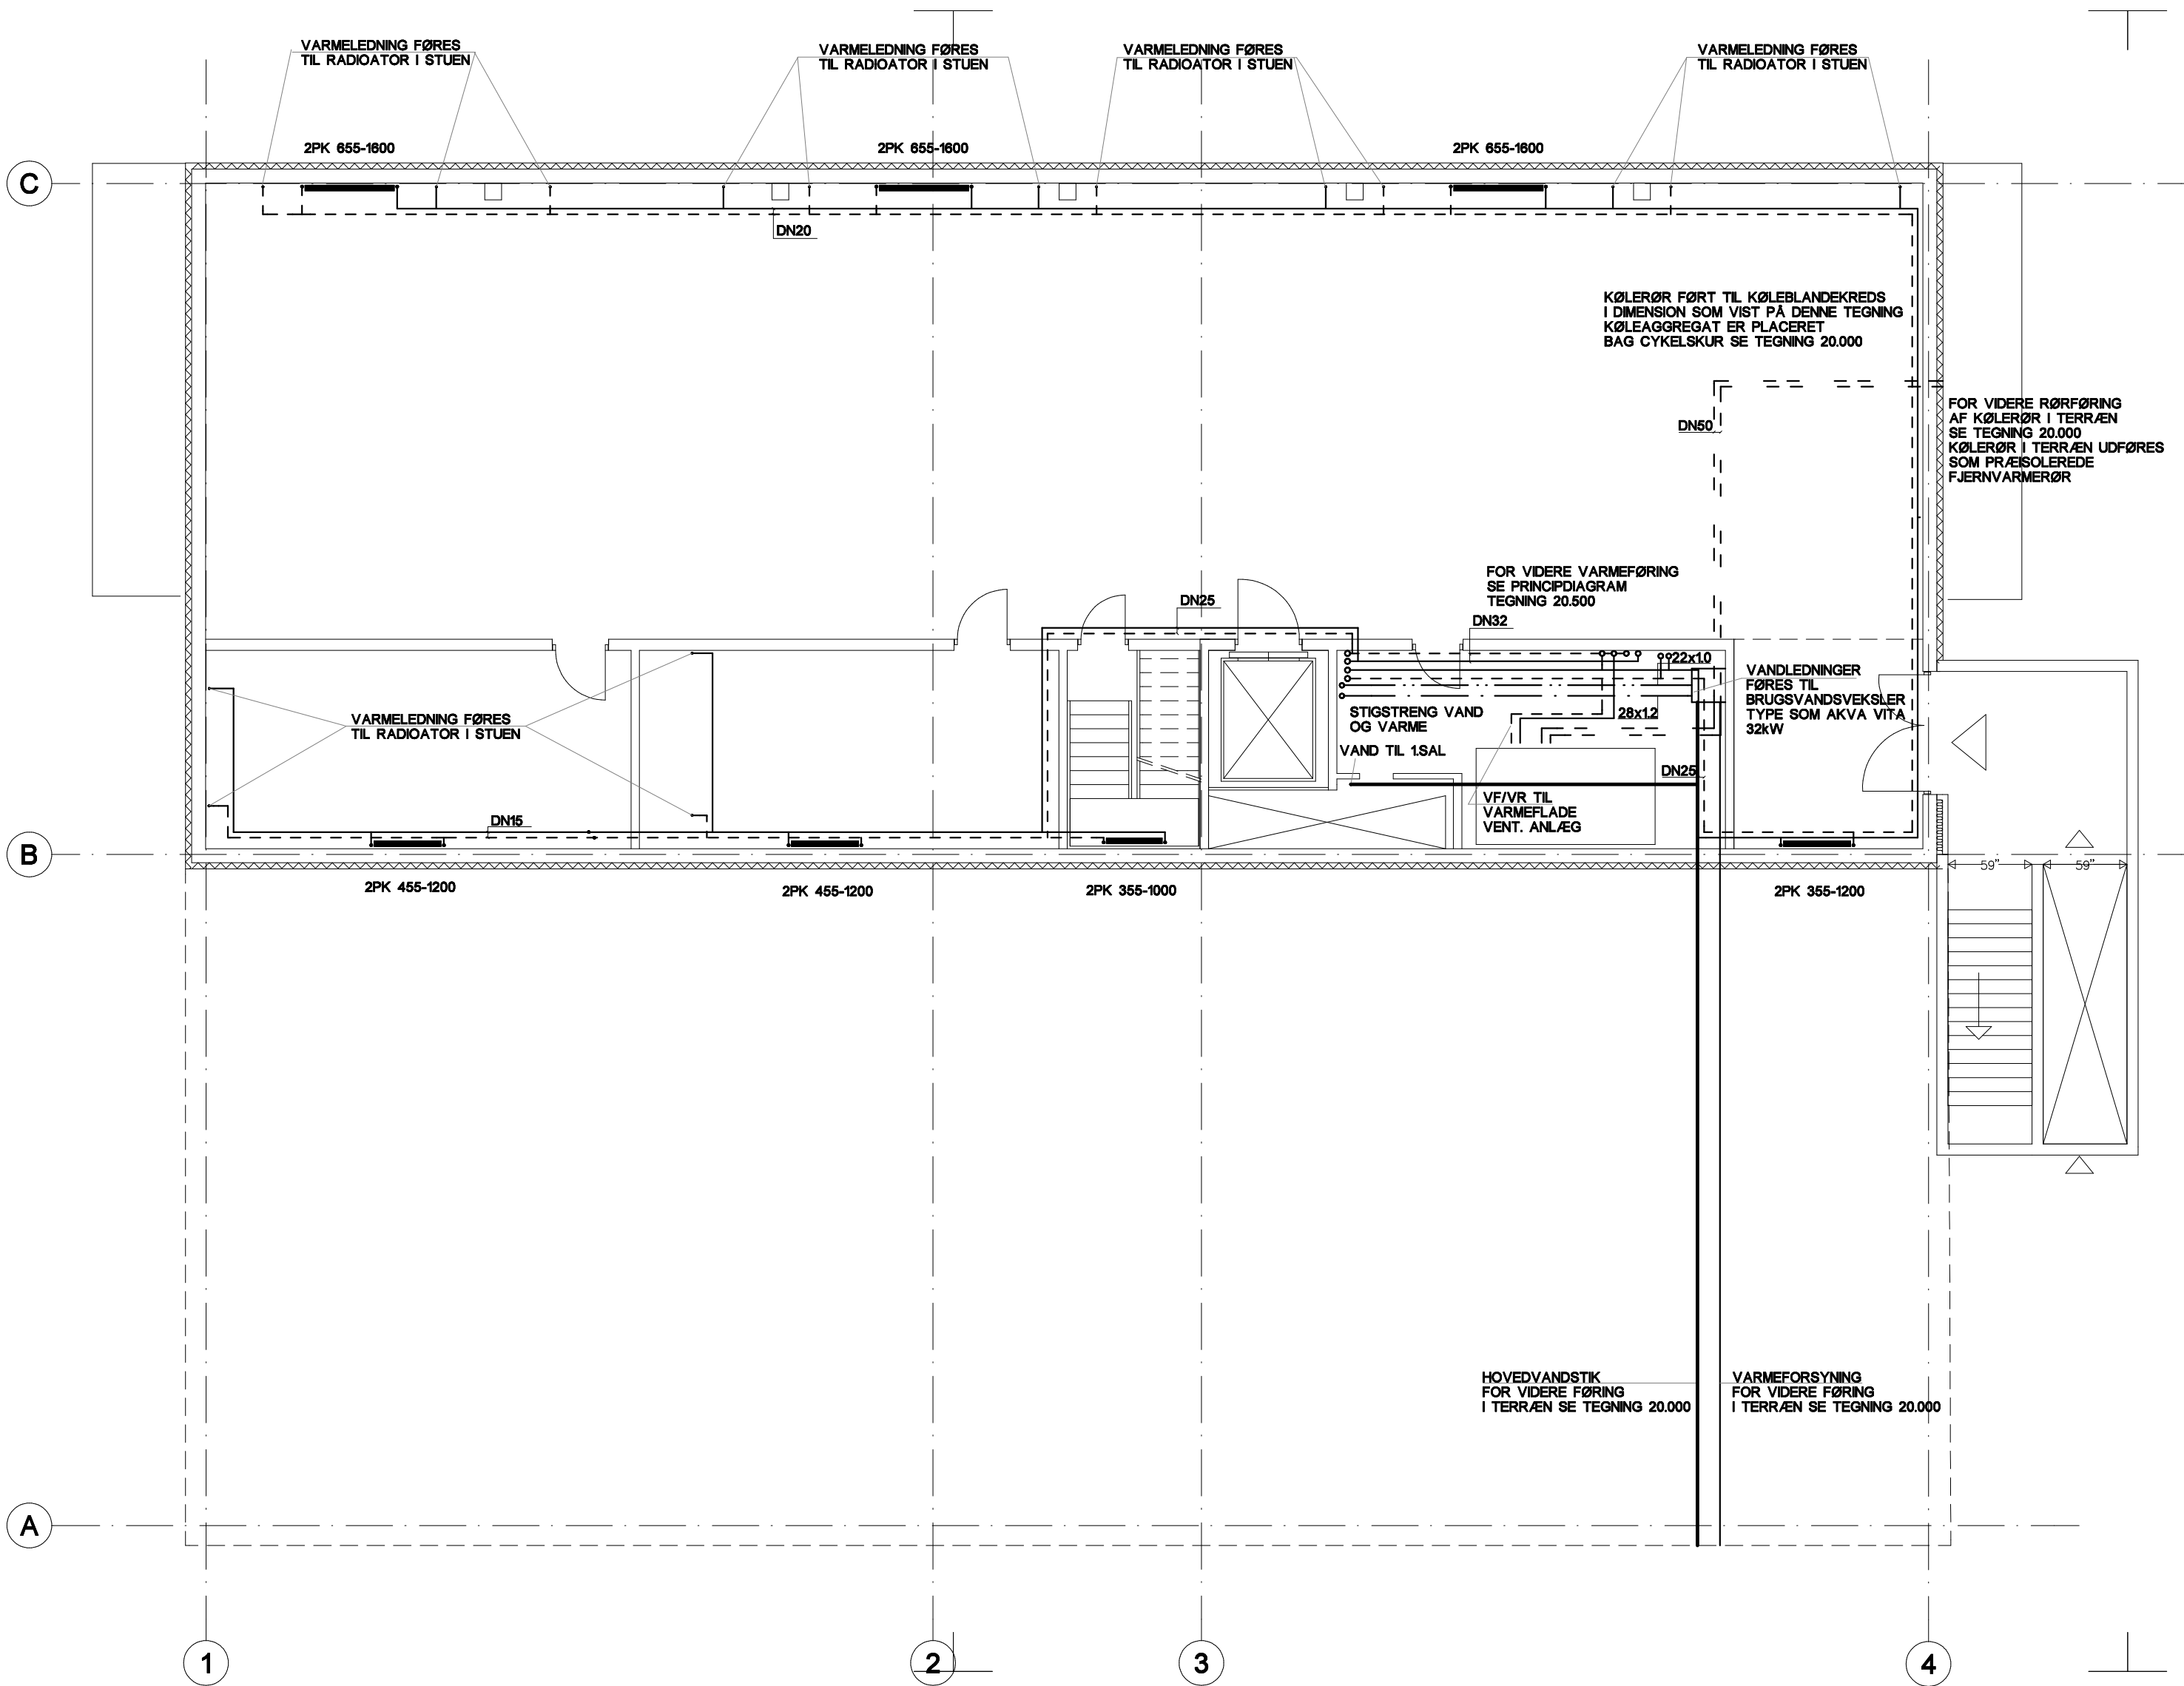 VARMELEDNING FØRES
TIL RADIOATOR I STUEN
VARMELEDNING FØRES
TIL RADIOATOR I STUEN
VARMELEDNING FØRES
TIL RADIOATOR I STUEN
VARMELEDNING FØRES
TIL RADIOATOR I STUEN
2PK 655-1600
2PK 655-1600
2PK 655-1600
C
DN20
KØLERØR FØRT TIL KØLEBLANDEKREDS
I DIMENSION SOM VIST PÅ DENNE TEGNING
KØLEAGGREGAT ER PLACERET
BAG CYKELSKUR SE TEGNING 20.000
FOR VIDERE RØRFØRING
AF KØLERØR I TERRÆN
SE TEGNING 20.000
KØLERØR I TERRÆN UDFØRES
SOM PRÆISOLEREDE
FJERNVARMERØR
DN50
FOR VIDERE VARMEFØRING
SE PRINCIPDIAGRAM
TEGNING 20.500
DN25
DN32
22x1.0
VANDLEDNINGER
FØRES TIL
BRUGSVANDSVEKSLER
TYPE SOM AKVA VITA
32kW
28x1.2
STIGSTRENG VAND
OG VARME
VAND TIL 1.SAL
VARMELEDNING FØRES
TIL RADIOATOR I STUEN
DN25
VF/VR TIL
VARMEFLADE
VENT. ANLÆG
DN15
B
59"
59"
2PK 455-1200
2PK 455-1200
2PK 355-1000
2PK 355-1200
HOVEDVANDSTIK
FOR VIDERE FØRING
I TERRÆN SE TEGNING 20.000
VARMEFORSYNING
FOR VIDERE FØRING
I TERRÆN SE TEGNING 20.000
A
1
2
3
4